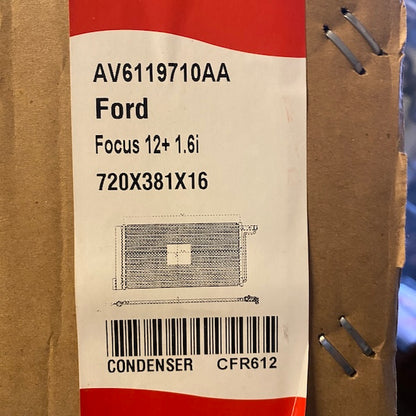 AV6119710AA
Ford
Focus 12+ 1.6i
720X381X16
CONDENSER CFR612